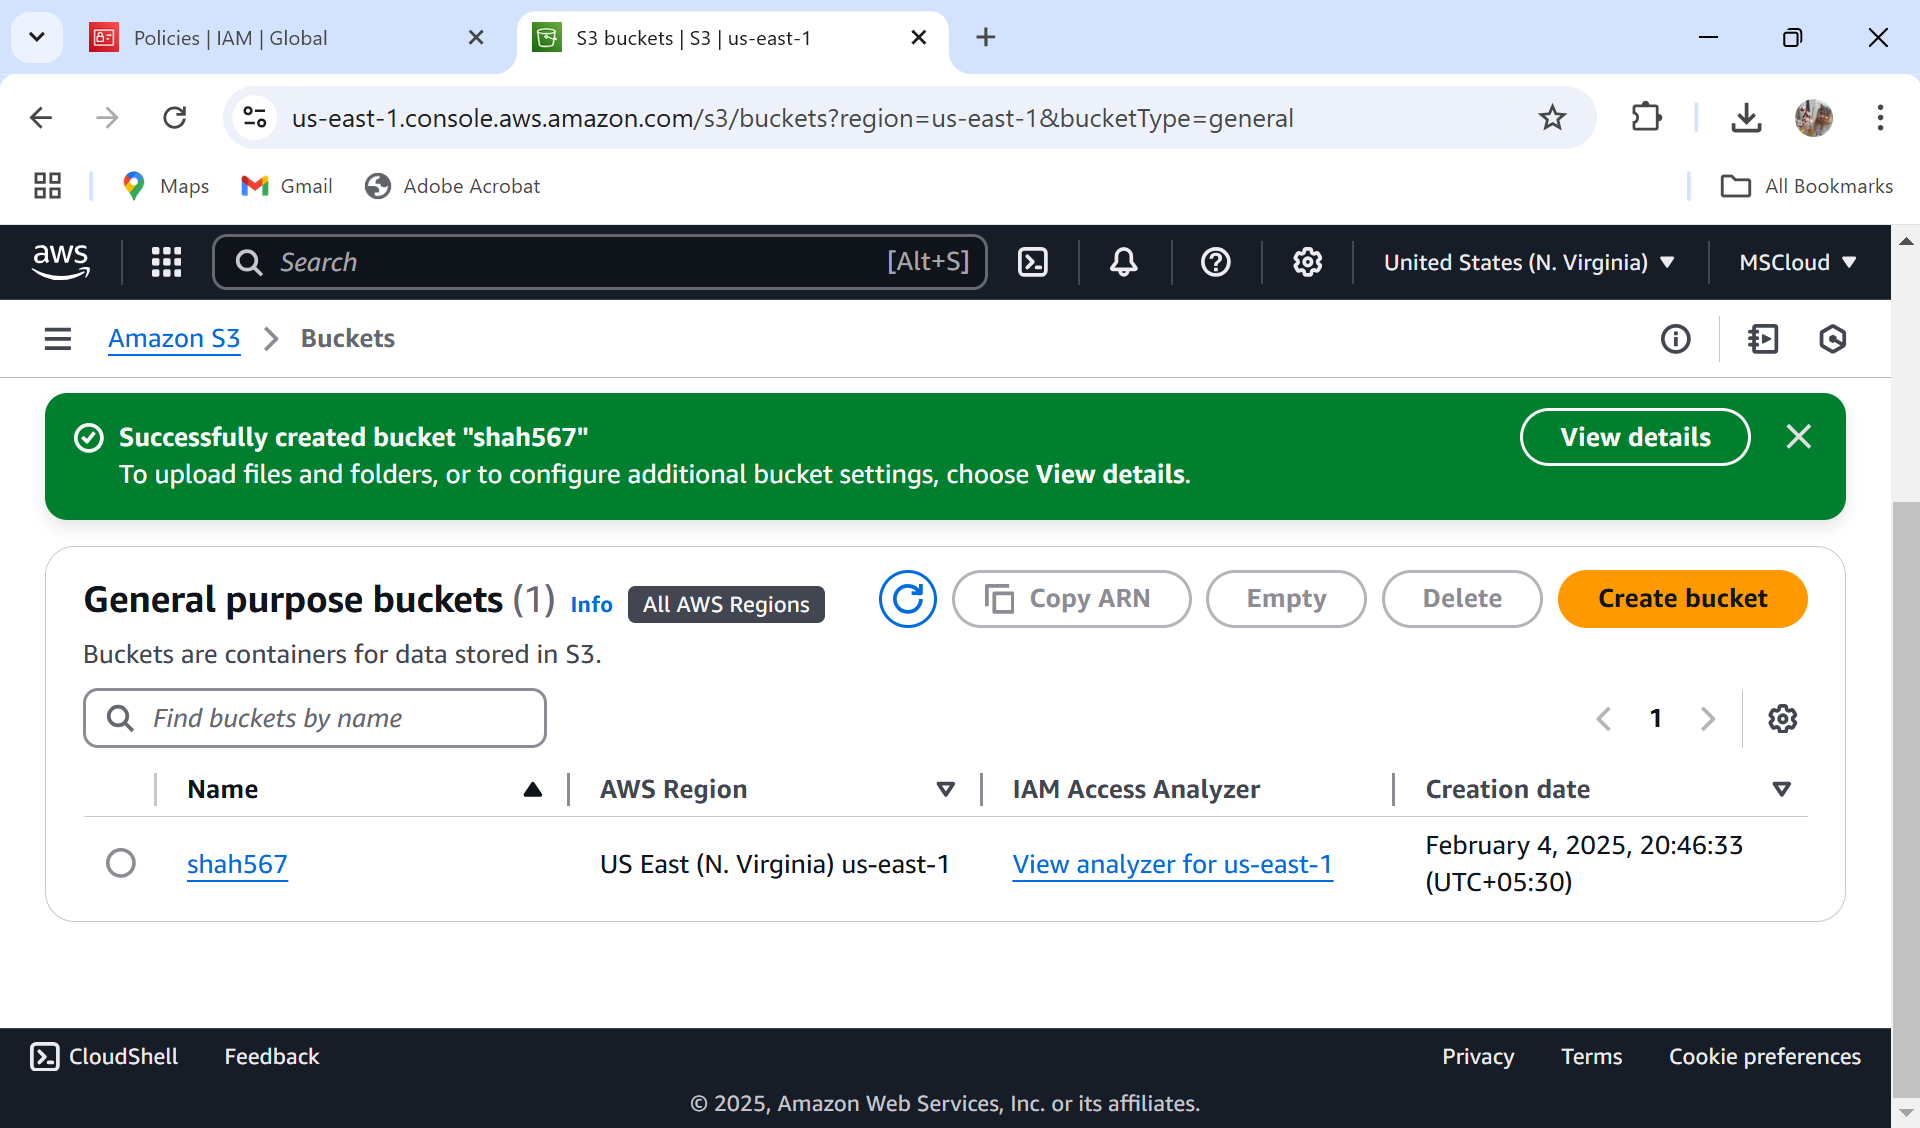 Policies | IAM | Global
S3 buckets | S3 | us-east-1
us-east-1.console.aws.amazon.com/s3/buckets?region=us-east-1&bucketType=general
Maps
Gmail
Adobe Acrobat
All Bookmarks
aws
Search
[Alt+S]
United States (N. Virginia)
MSCloud
Amazon S3
Buckets
Successfully created bucket "shah567"
To upload files and folders, or to configure additional bucket settings, choose View details.
View details
General purpose buckets (1)
Info
All AWS Regions
Copy ARN
Empty
Delete
Create bucket
Buckets are containers for data stored in S3.
Find buckets by name
1
Name
AWS Region
IAM Access Analyzer
Creation date
shah567
US East (N. Virginia) us-east-1
View analyzer for us-east-1
February 4, 2025, 20:46:33
(UTC+05:30)
CloudShell
Feedback
Privacy
Terms
Cookie preferences
© 2025, Amazon Web Services, Inc. or its affiliates.